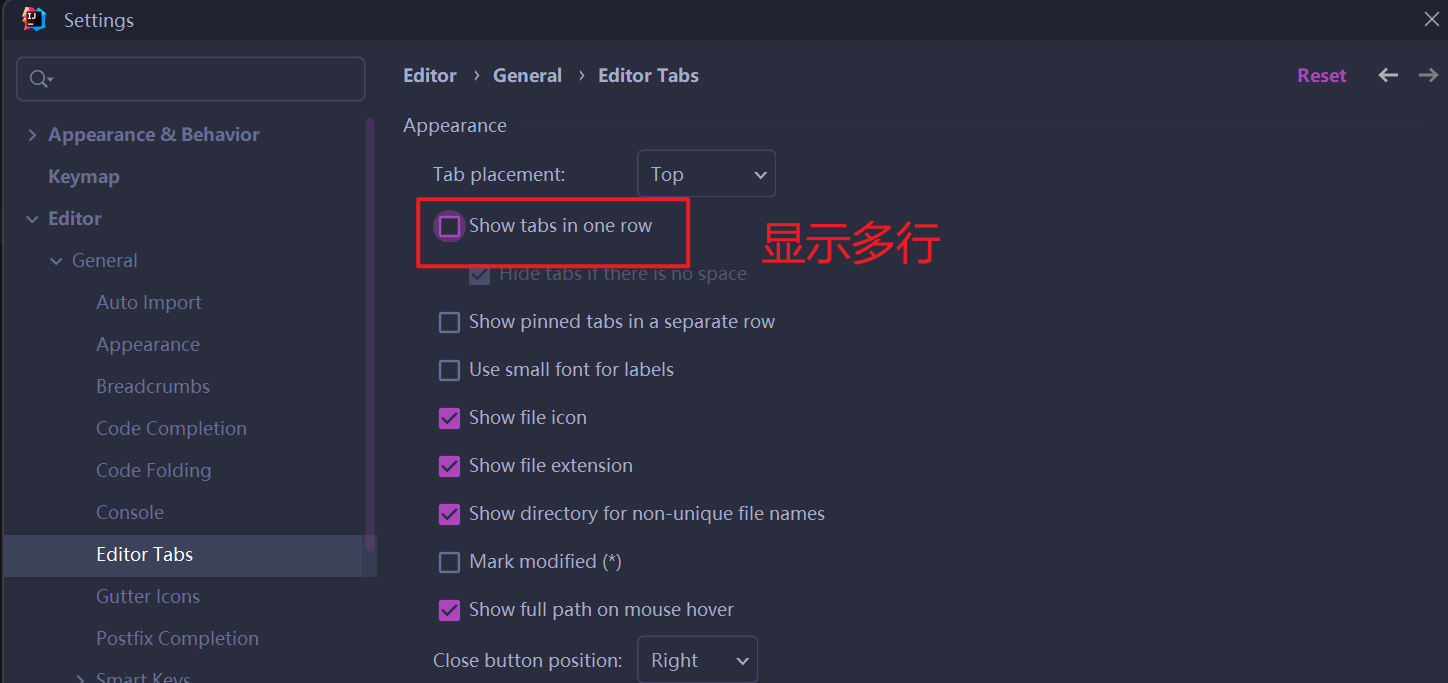 Settings
Editor › General › Editor Tabs
Reset
Appearance & Behavior
Keymap
Editor
General
Auto Import
Appearance
Breadcrumbs
Code Completion
Code Folding
Console
Editor Tabs
Gutter Icons
Postfix Completion
Smart Keys
Appearance
Tab placement: Top
Show tabs in one row
显示多行
Hide tabs if there is no space
Show pinned tabs in a separate row
Use small font for labels
Show file icon
Show file extension
Show directory for non-unique file names
Mark modified (*)
Show full path on mouse hover
Close button position: Right